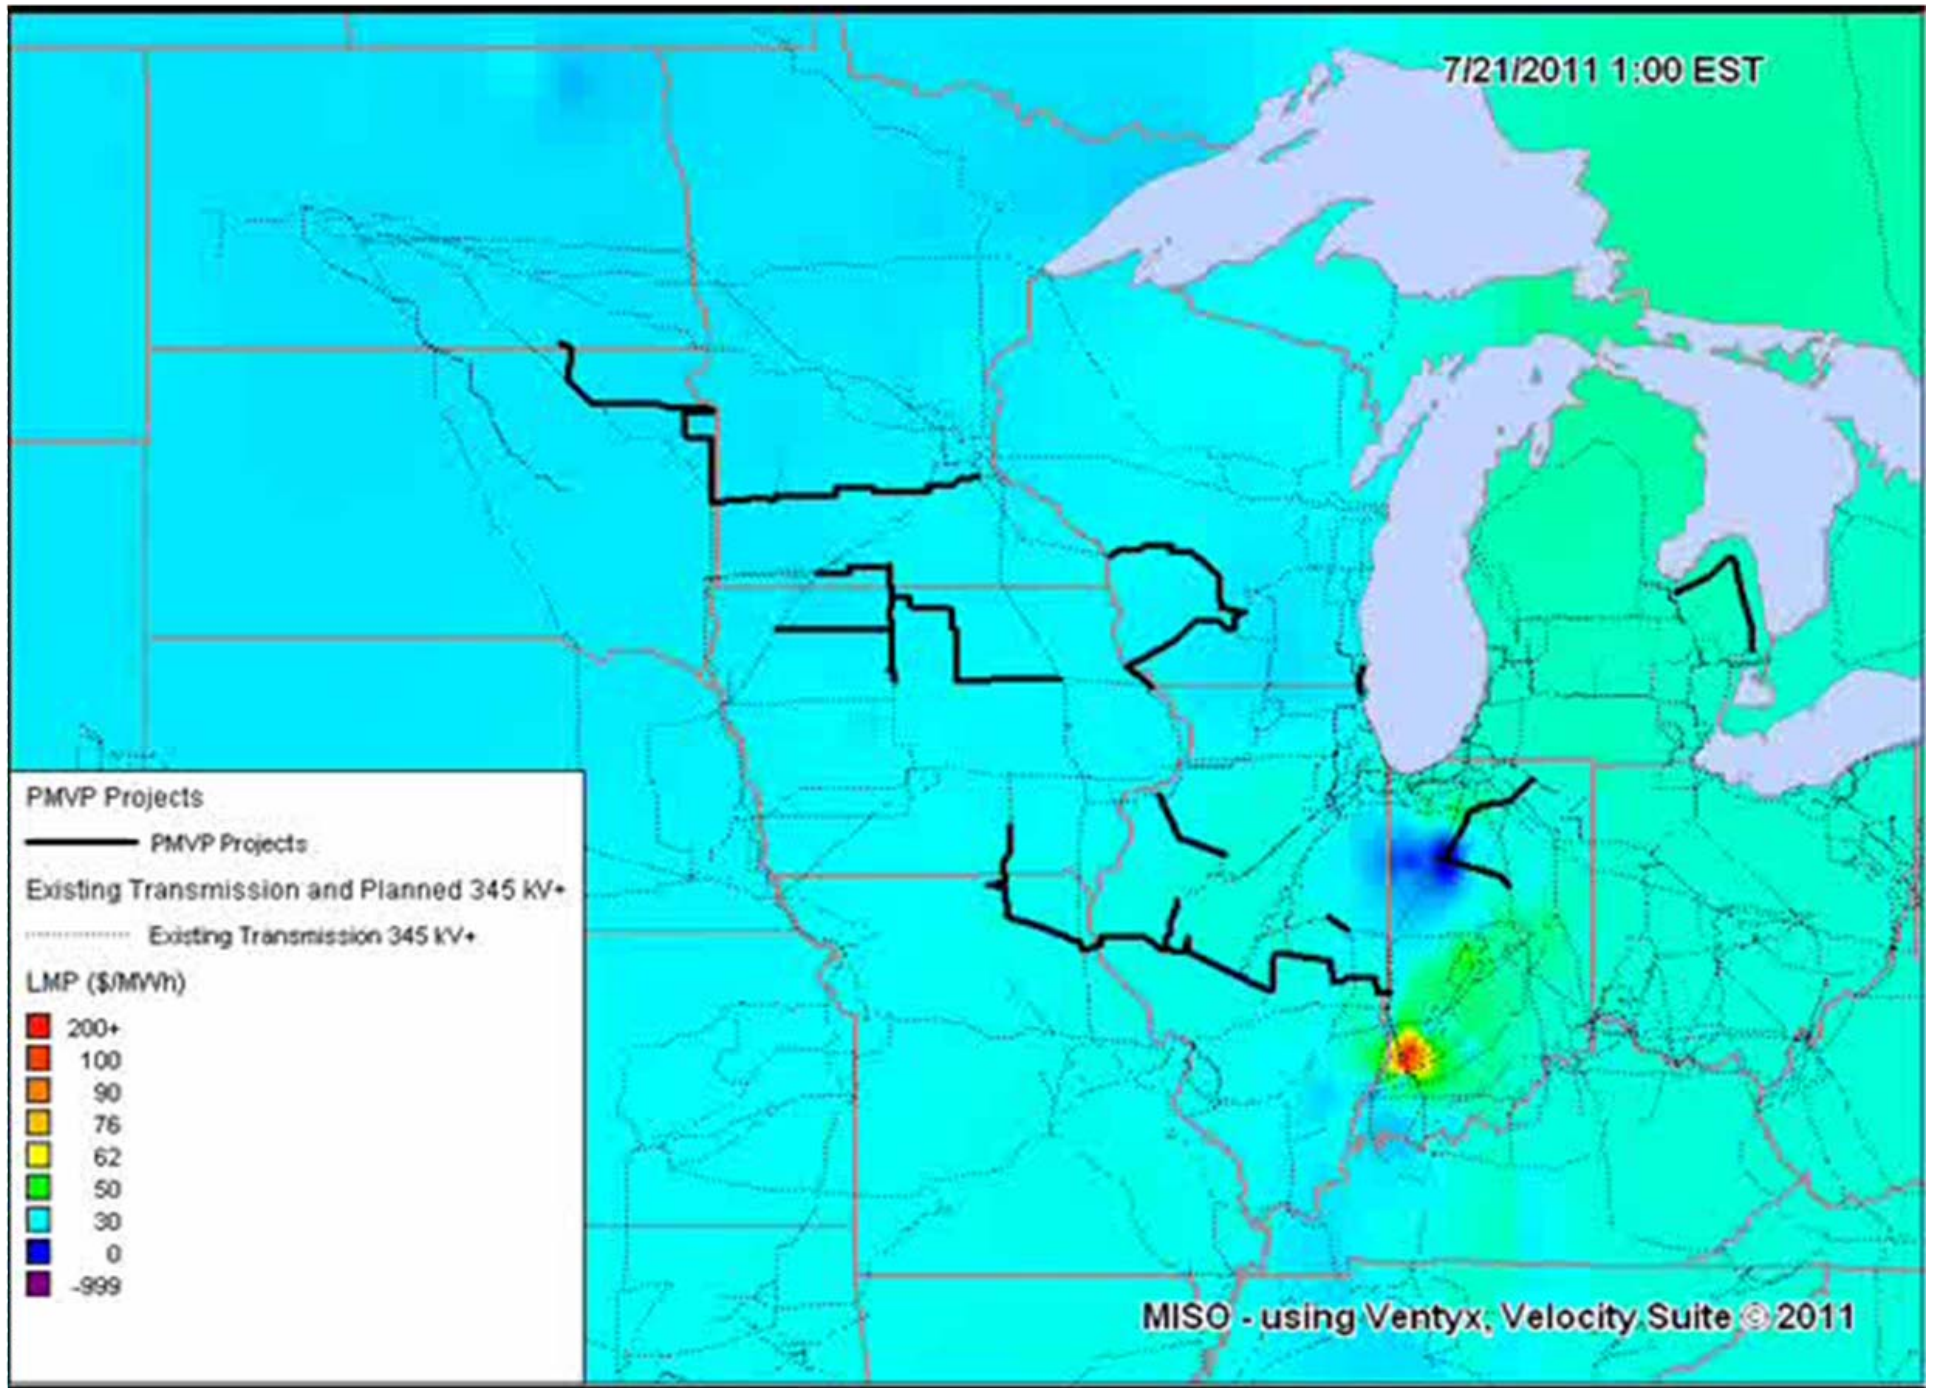 7/21/2011 1:00 EST
PMVP Projects
PMVP Projects
Existing Transmission and Planned 345 kV+
Existing Transmission 345 kV+
LMP ($/MWh)
200+
100
90
76
62
50
30
0
-999
MISO - using Ventyx, Velocity Suite © 2011